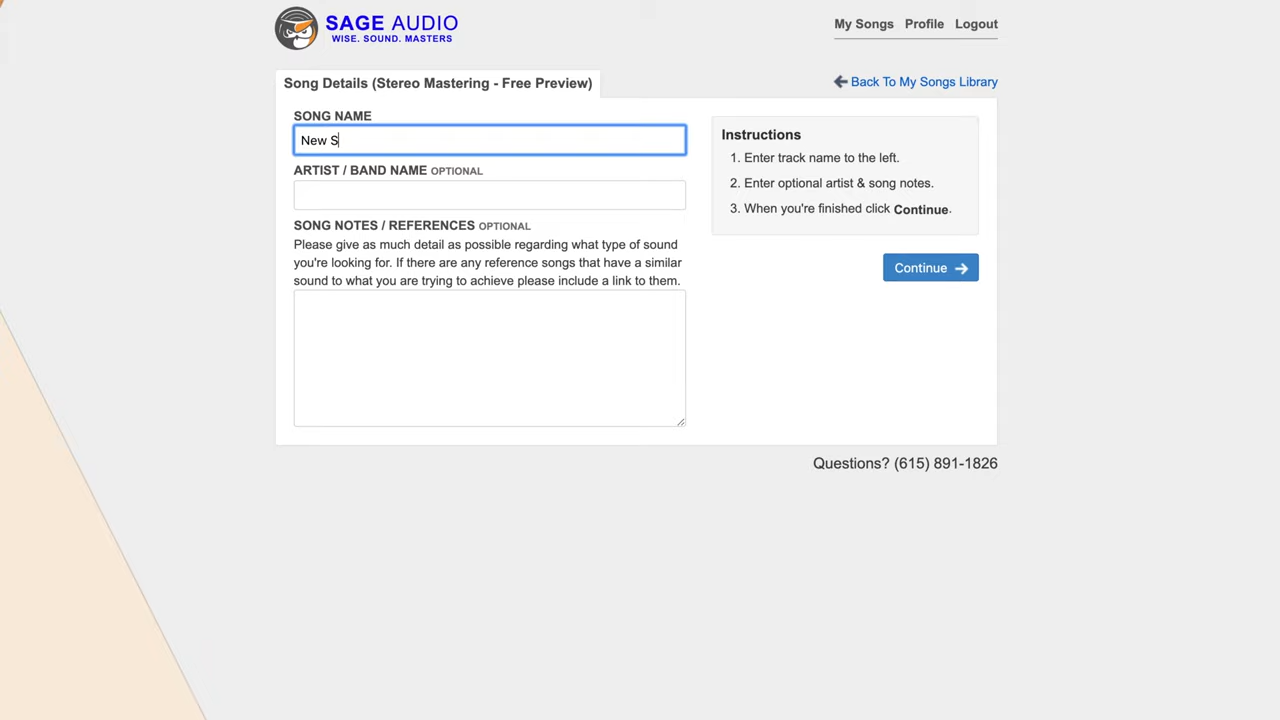 SAGE AUDIO
WISE. SOUND. MASTERS
My Songs Profile Logout
Song Details (Stereo Mastering - Free Preview)
Back To My Songs Library
SONG NAME
New S
ARTIST / BAND NAME OPTIONAL
SONG NOTES / REFERENCES OPTIONAL
Please give as much detail as possible regarding what type of sound
you're looking for. If there are any reference songs that have a similar
sound to what you are trying to achieve please include a link to them.
Instructions
1. Enter track name to the left.
2. Enter optional artist & song notes.
3. When you're finished click Continue.
Continue
Questions? (615) 891-1826